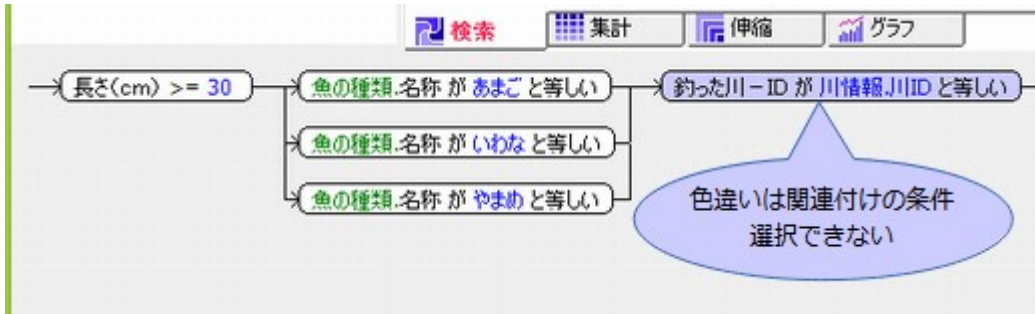 検索
集計
伸縮
グラフ
長さ(cm) >= 30
魚の種類.名称 が あまご と等しい
釣った川－ID が 川情報.川ID と等しい
魚の種類.名称 が いわな と等しい
魚の種類.名称 が やまめ と等しい
色違いは関連付けの条件
選択できない